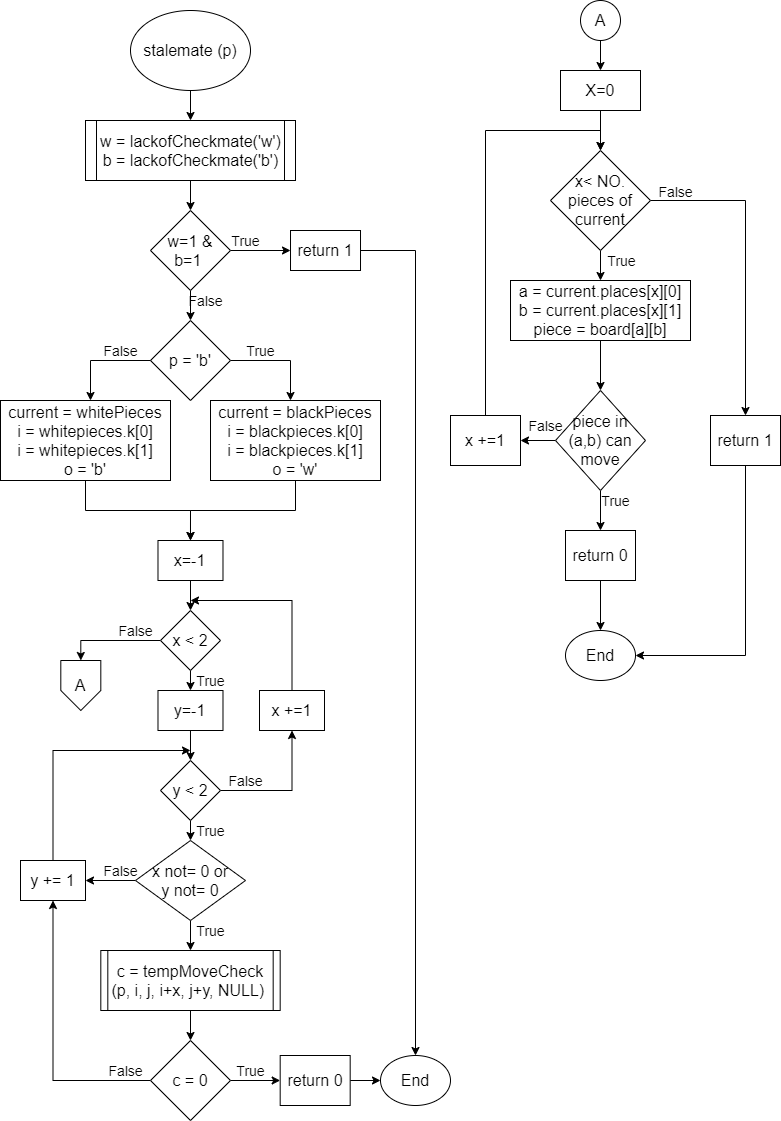 stalemate (p)
w = lackofCheckmate('w')
b = lackofCheckmate('b')
w=1 &
b=1
True
return 1
False
p = 'b'
False
True
current = whitePieces
i = whitepieces.k[0]
i = whitepieces.k[1]
o = 'b'
current = blackPieces
i = blackpieces.k[0]
i = blackpieces.k[1]
o = 'w'
x=-1
x < 2
False
A
True
y=-1
x +=1
y < 2
False
True
x not= 0 or
y not= 0
False
y += 1
True
c = tempMoveCheck
(p, i, j, i+x, j+y, NULL)
c = 0
False
True
return 0
End
A
X=0
x< NO.
pieces of
current
False
True
a = current.places[x][0]
b = current.places[x][1]
piece = board[a][b]
piece in
(a,b) can
move
False
x +=1
return 1
True
return 0
End